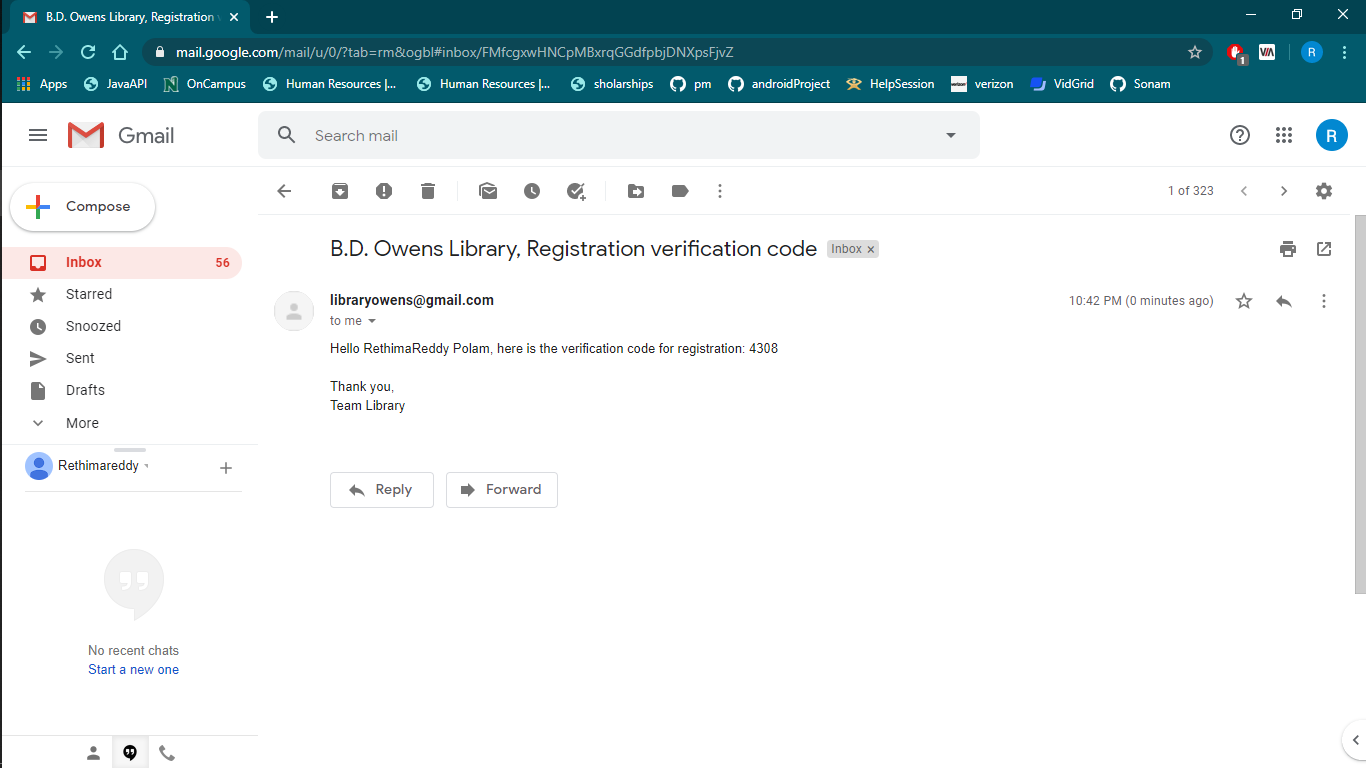 B.D. Owens Library, Registration
mail.google.com/mail/u/0/?tab=rm&ogbl#inbox/FMfcgxwHNCpMBxrqGGdfpbjDNXpsFjvZ
1
VIA
R
Apps
JavaAPI
OnCampus
Human Resources |...
Human Resources |...
sholarships
pm
androidProject
HelpSession
verizon
verizon
VidGrid
Sonam
Gmail
Search mail
R
Compose
1 of 323
Inbox 56
Starred
Snoozed
Sent
Drafts
More
Rethimareddy
No recent chats
Start a new one
B.D. Owens Library, Registration verification code Inbox ×
libraryowens@gmail.com
10:42 PM (0 minutes ago)
to me
Hello RethimaReddy Polam, here is the verification code for registration: 4308
Thank you,
Team Library
Reply
Forward